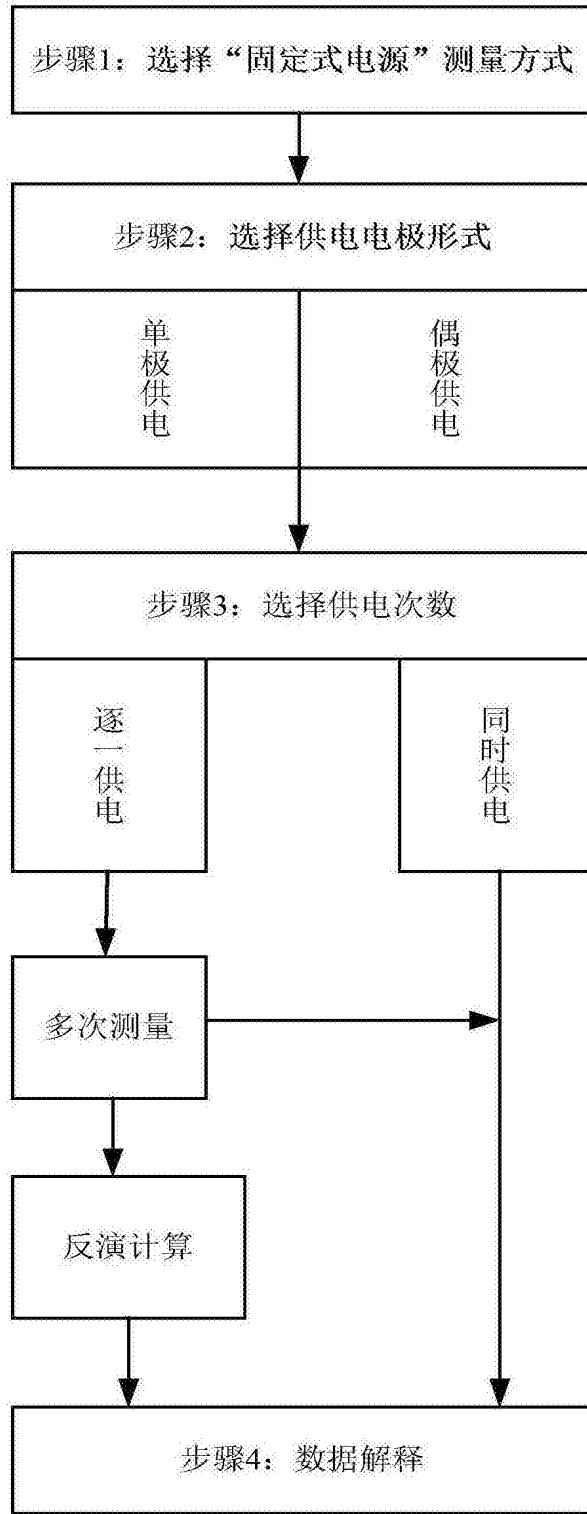 步骤1：选择“固定式电源”测量方式
步骤2：选择供电电极形式
单极供电
偶极供电
步骤3：选择供电次数
逐一供电
同时供电
多次测量
反演计算
步骤4：数据解释